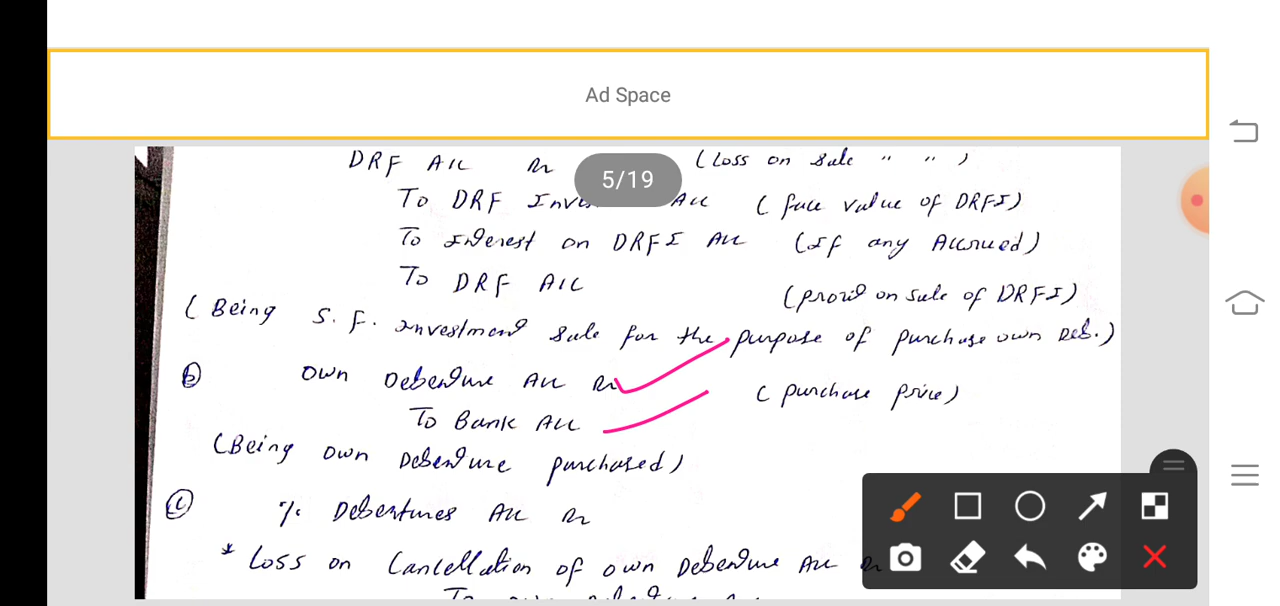 Ad Space
DRF A/c Dr (Loss on sale " " )
5/19
To DRF Inve A/c ( face value of DRFI)
To Interest on DRFI A/c (If any Accrued)
To DRF A/c (profit on sale of DRFI)
( Being S.F. investment sale for the purpose of purchase own Deb.)
b own Debenture A/c Dr ( purchase price)
To Bank A/c
(Being own Debenture purchased)
c % Debentures A/c Dr
* Loss on Cancellation of own Debenture A/c Dr